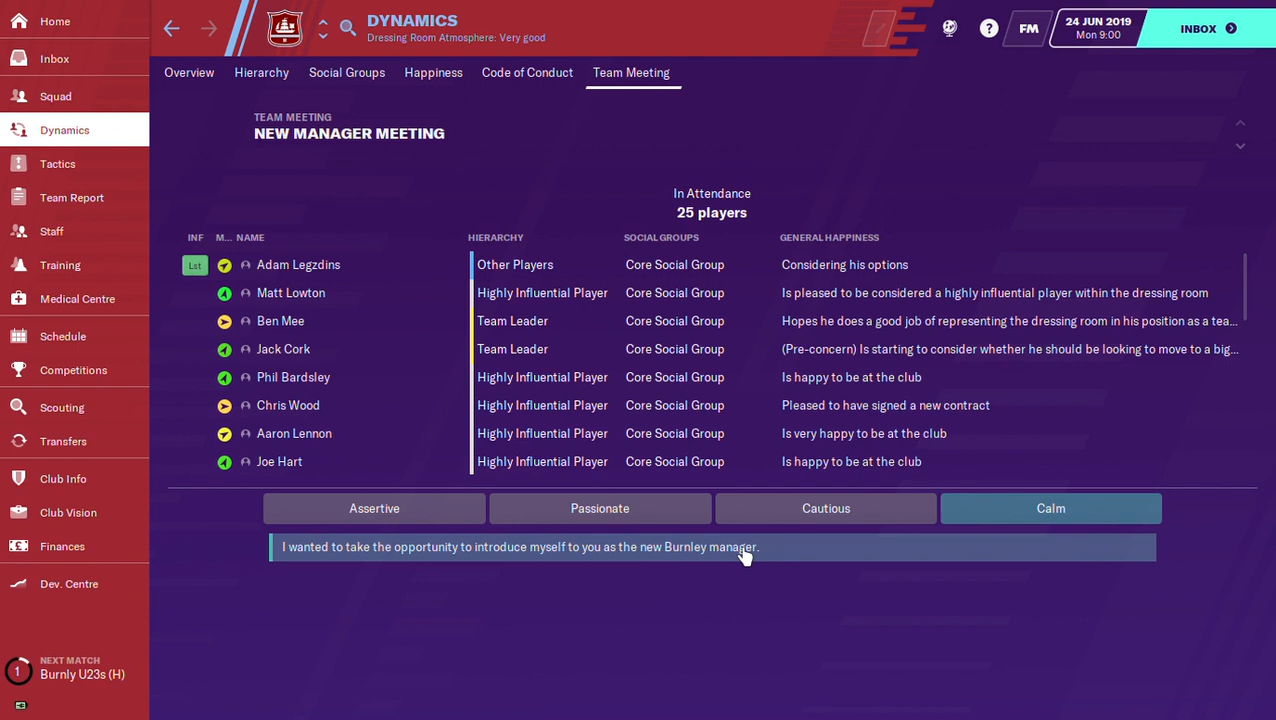 Home
Inbox
Squad
Dynamics
Tactics
Team Report
Staff
Training
Medical Centre
Schedule
Competitions
Scouting
Transfers
Club Info
Club Vision
Finances
Dev. Centre
NEXT MATCH
1 Burnly U23s (H)
DYNAMICS
Dressing Room Atmosphere: Very good
? FM 24 JUN 2019 INBOX
Mon 9:00
Overview Hierarchy Social Groups Happiness Code of Conduct Team Meeting
TEAM MEETING
NEW MANAGER MEETING
In Attendance
25 players
INF M... NAME HIERARCHY SOCIAL GROUPS GENERAL HAPPINESS
Lst Adam Legzdins Other Players Core Social Group Considering his options
Matt Lowton Highly Influential Player Core Social Group Is pleased to be considered a highly influential player within the dressing room
Ben Mee Team Leader Core Social Group Hopes he does a good job of representing the dressing room in his position as a tea...
Jack Cork Team Leader Core Social Group (Pre-concern) Is starting to consider whether he should be looking to move to a big...
Phil Bardsley Highly Influential Player Core Social Group Is happy to be at the club
Chris Wood Highly Influential Player Core Social Group Pleased to have signed a new contract
Aaron Lennon Highly Influential Player Core Social Group Is very happy to be at the club
Joe Hart Highly Influential Player Core Social Group Is happy to be at the club
Assertive Passionate Cautious Calm
I wanted to take the opportunity to introduce myself to you as the new Burnley manager.